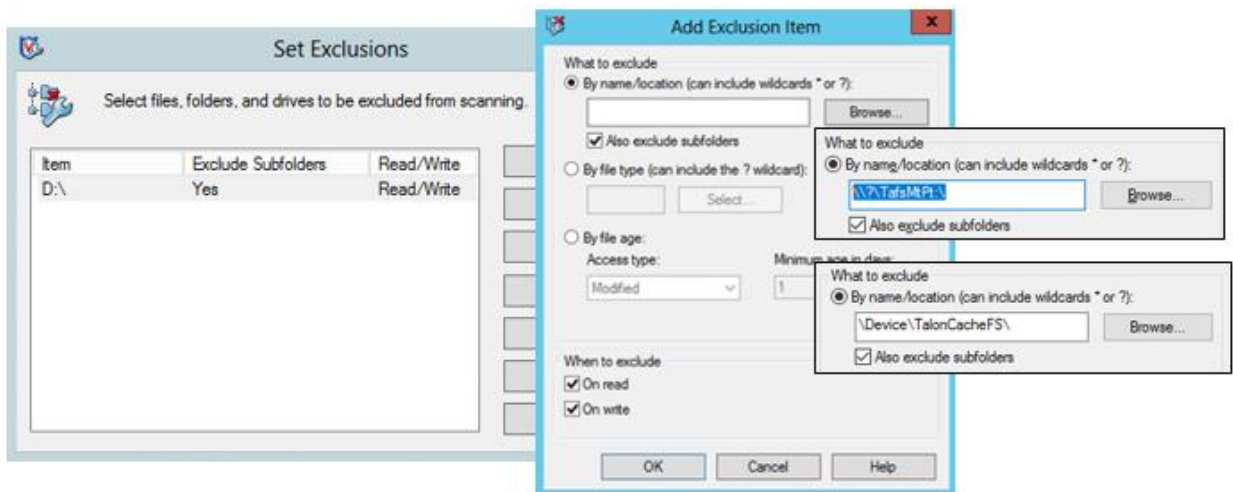 Set Exclusions
Select files, folders, and drives to be excluded from scanning.
Item Exclude Subfolders Read/Write
D:\ Yes Read/Write
Add Exclusion Item
What to exclude
By name/location (can include wildcards * or ?):
Browse...
Also exclude subfolders
By file type (can include the ? wildcard):
Select...
By file age:
Access type: Minimum age in days:
Modified 1
When to exclude
On read
On write
OK Cancel Help
What to exclude
By name/location (can include wildcards * or ?):
\\?\TafsMtPt:\ Browse...
Also exclude subfolders
What to exclude
By name/location (can include wildcards * or ?):
\Device\TalonCacheFS\ Browse...
Also exclude subfolders